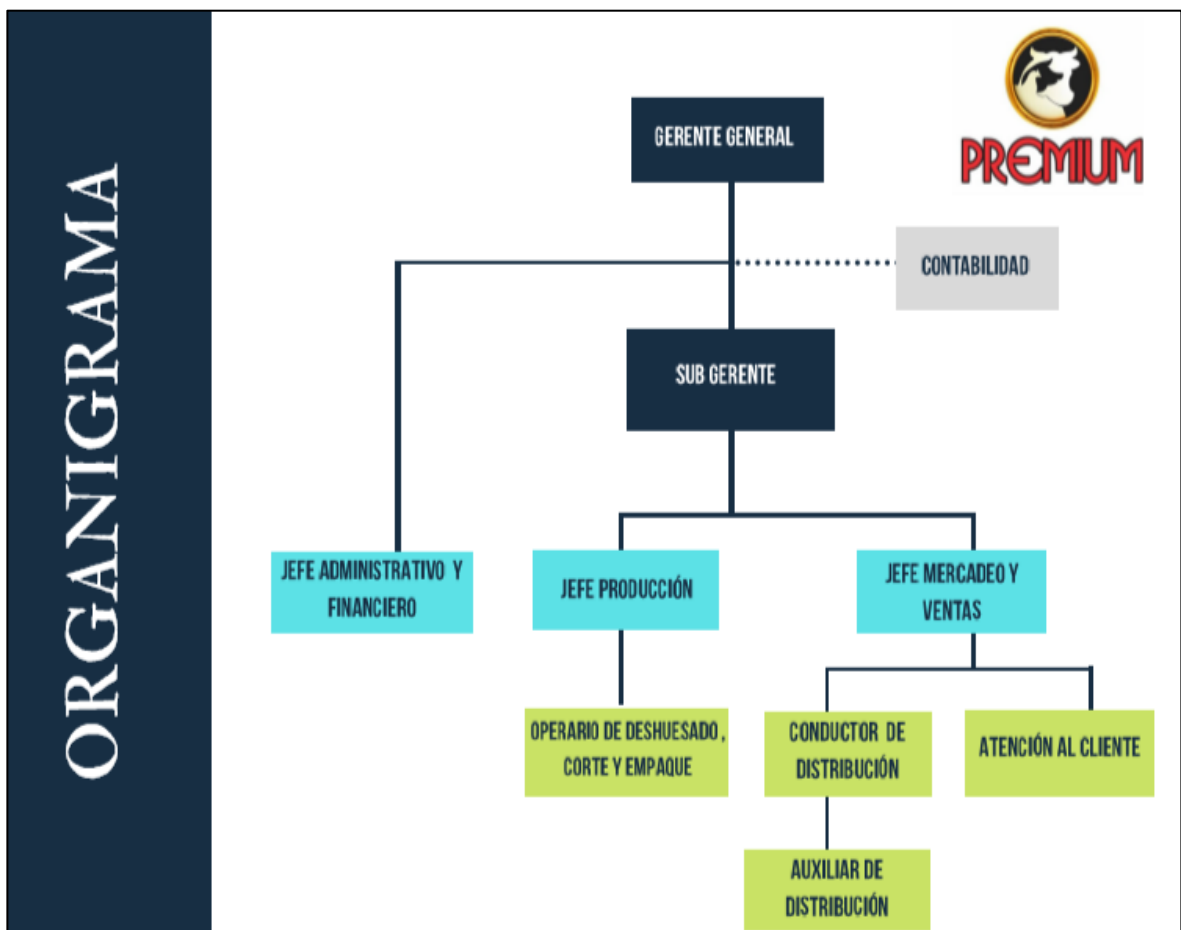 ORGANIGRAMA
PREMIUM
GERENTE GENERAL
CONTABILIDAD
SUB GERENTE
JEFE ADMINISTRATIVO Y
FINANCIERO
JEFE PRODUCCIÓN
JEFE MERCADEO Y
VENTAS
OPERARIO DE DESHUESADO ,
CORTE Y EMPAQUE
CONDUCTOR DE
DISTRIBUCIÓN
ATENCIÓN AL CLIENTE
AUXILIAR DE
DISTRIBUCIÓN